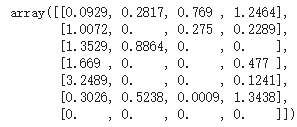 array([[0.0929, 0.2817, 0.769 , 1.2464],
[1.0072, 0.    , 0.275 , 0.2289],
[1.3529, 0.8864, 0.    , 0.    ],
[1.669 , 0.    , 0.    , 0.477 ],
[3.2489, 0.    , 0.    , 0.1241],
[0.3026, 0.5238, 0.0009, 1.3438],
[0.    , 0.    , 0.    , 0.    ]])